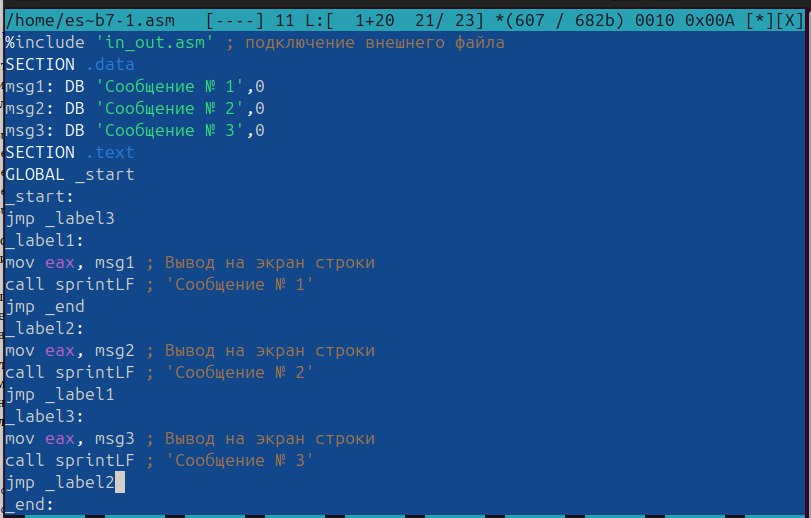 /home/es~b7-1.asm   [----] 11 L:[  1+20  21/ 23] *(607 / 682b) 0010 0x00A [*][X]
%include 'in_out.asm' ; подключение внешнего файла
SECTION .data
msg1: DB 'Сообщение № 1',0
msg2: DB 'Сообщение № 2',0
msg3: DB 'Сообщение № 3',0
SECTION .text
GLOBAL _start
_start:
jmp _label3
_label1:
mov eax, msg1 ; Вывод на экран строки
call sprintLF ; 'Сообщение № 1'
jmp _end
_label2:
mov eax, msg2 ; Вывод на экран строки
call sprintLF ; 'Сообщение № 2'
jmp _label1
_label3:
mov eax, msg3 ; Вывод на экран строки
call sprintLF ; 'Сообщение № 3'
jmp _label2
_end: